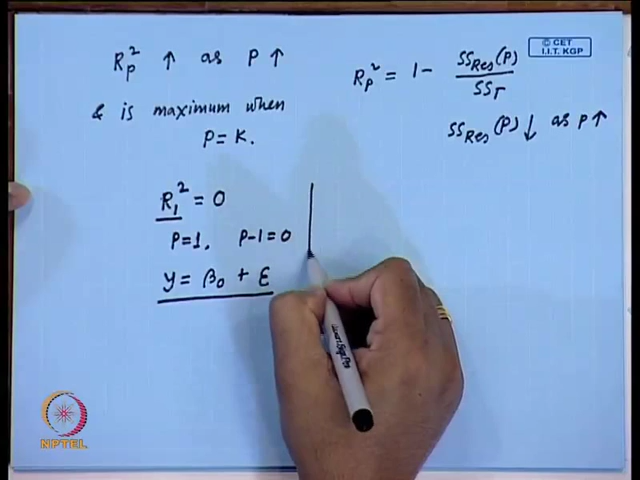 R_P^2 ↑ as P ↑
& is maximum when
P = K.
R_1^2 = 0
P=1, P-1=0
y = β_0 + ε
© CET
I.I.T. KGP
R_P^2 = 1 - SS_Res(P) / SS_T
SS_Res(P) ↓ as P ↑
NPTEL